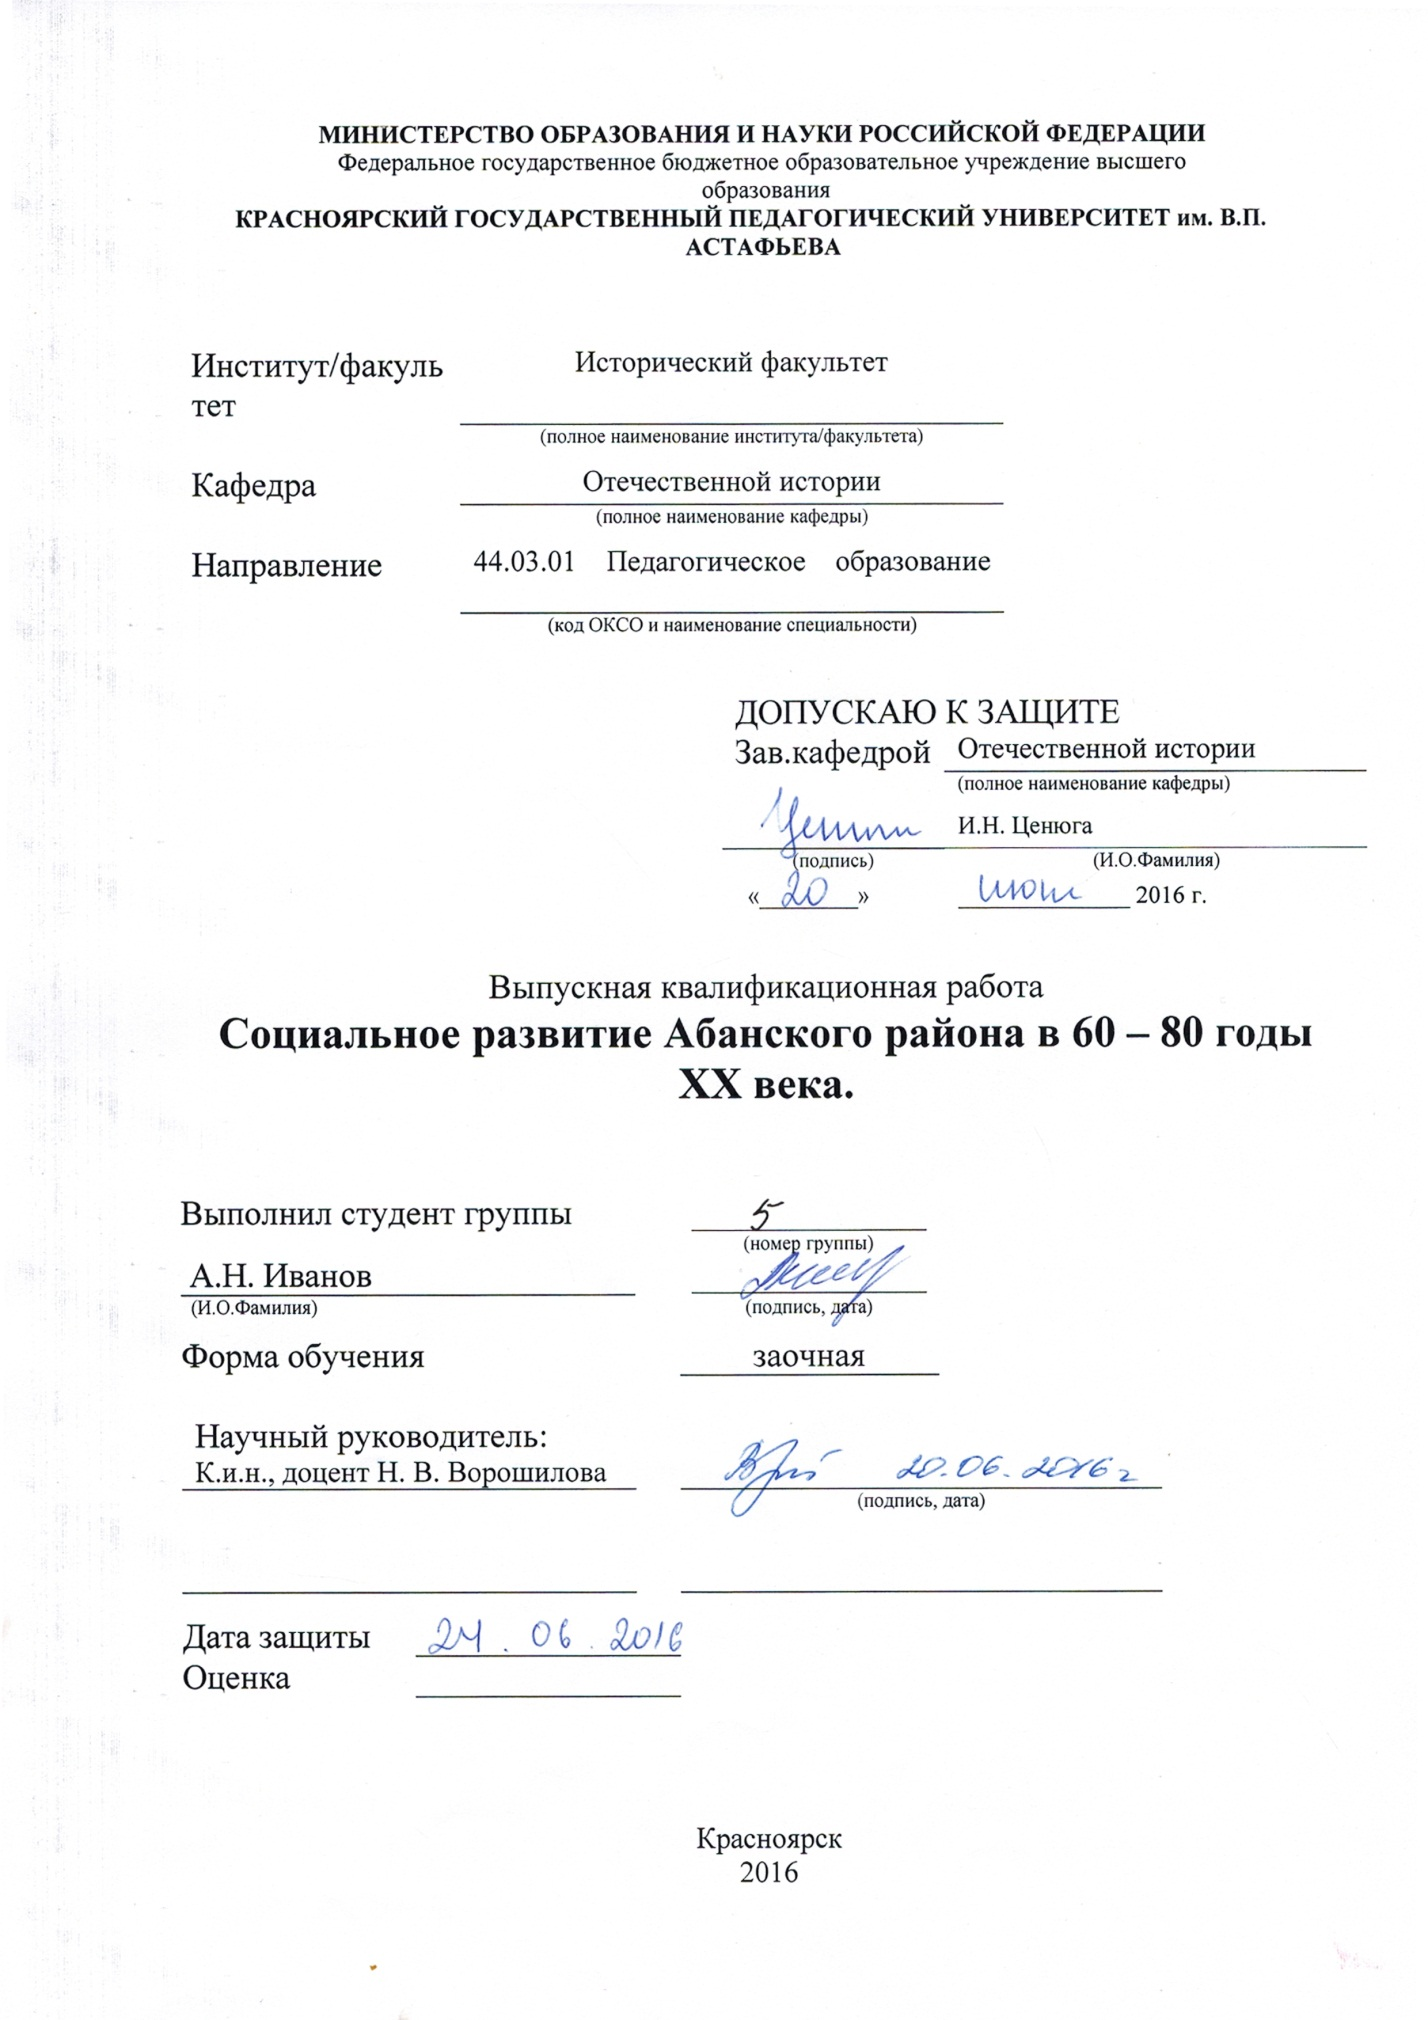 МИНИСТЕРСТВО ОБРАЗОВАНИЯ И НАУКИ РОССИЙСКОЙ ФЕДЕРАЦИИ
Федеральное государственное бюджетное образовательное учреждение высшего
образования
КРАСНОЯРСКИЙ ГОСУДАРСТВЕННЫЙ ПЕДАГОГИЧЕСКИЙ УНИВЕРСИТЕТ им. В.П.
АСТАФЬЕВА
Институт/факуль Исторический факультет
тет
(полное наименование института/факультета)
Кафедра Отечественной истории
(полное наименование кафедры)
Направление 44.03.01 Педагогическое образование
(код ОКСО и наименование специальности)
ДОПУСКАЮ К ЗАЩИТЕ
Зав.кафедрой Отечественной истории
(полное наименование кафедры)
И.Н. Ценюга
(подпись) (И.О.Фамилия)
«20» июня 2016 г.
Выпускная квалификационная работа
Социальное развитие Абанского района в 60 – 80 годы
XX века.
Выполнил студент группы 5
(номер группы)
А.Н. Иванов
(И.О.Фамилия) (подпись, дата)
Форма обучения заочная
Научный руководитель:
К.и.н., доцент Н. В. Ворошилова 20.06.2016 г
(подпись, дата)
Дата защиты 24.06.2016
Оценка
Красноярск
2016